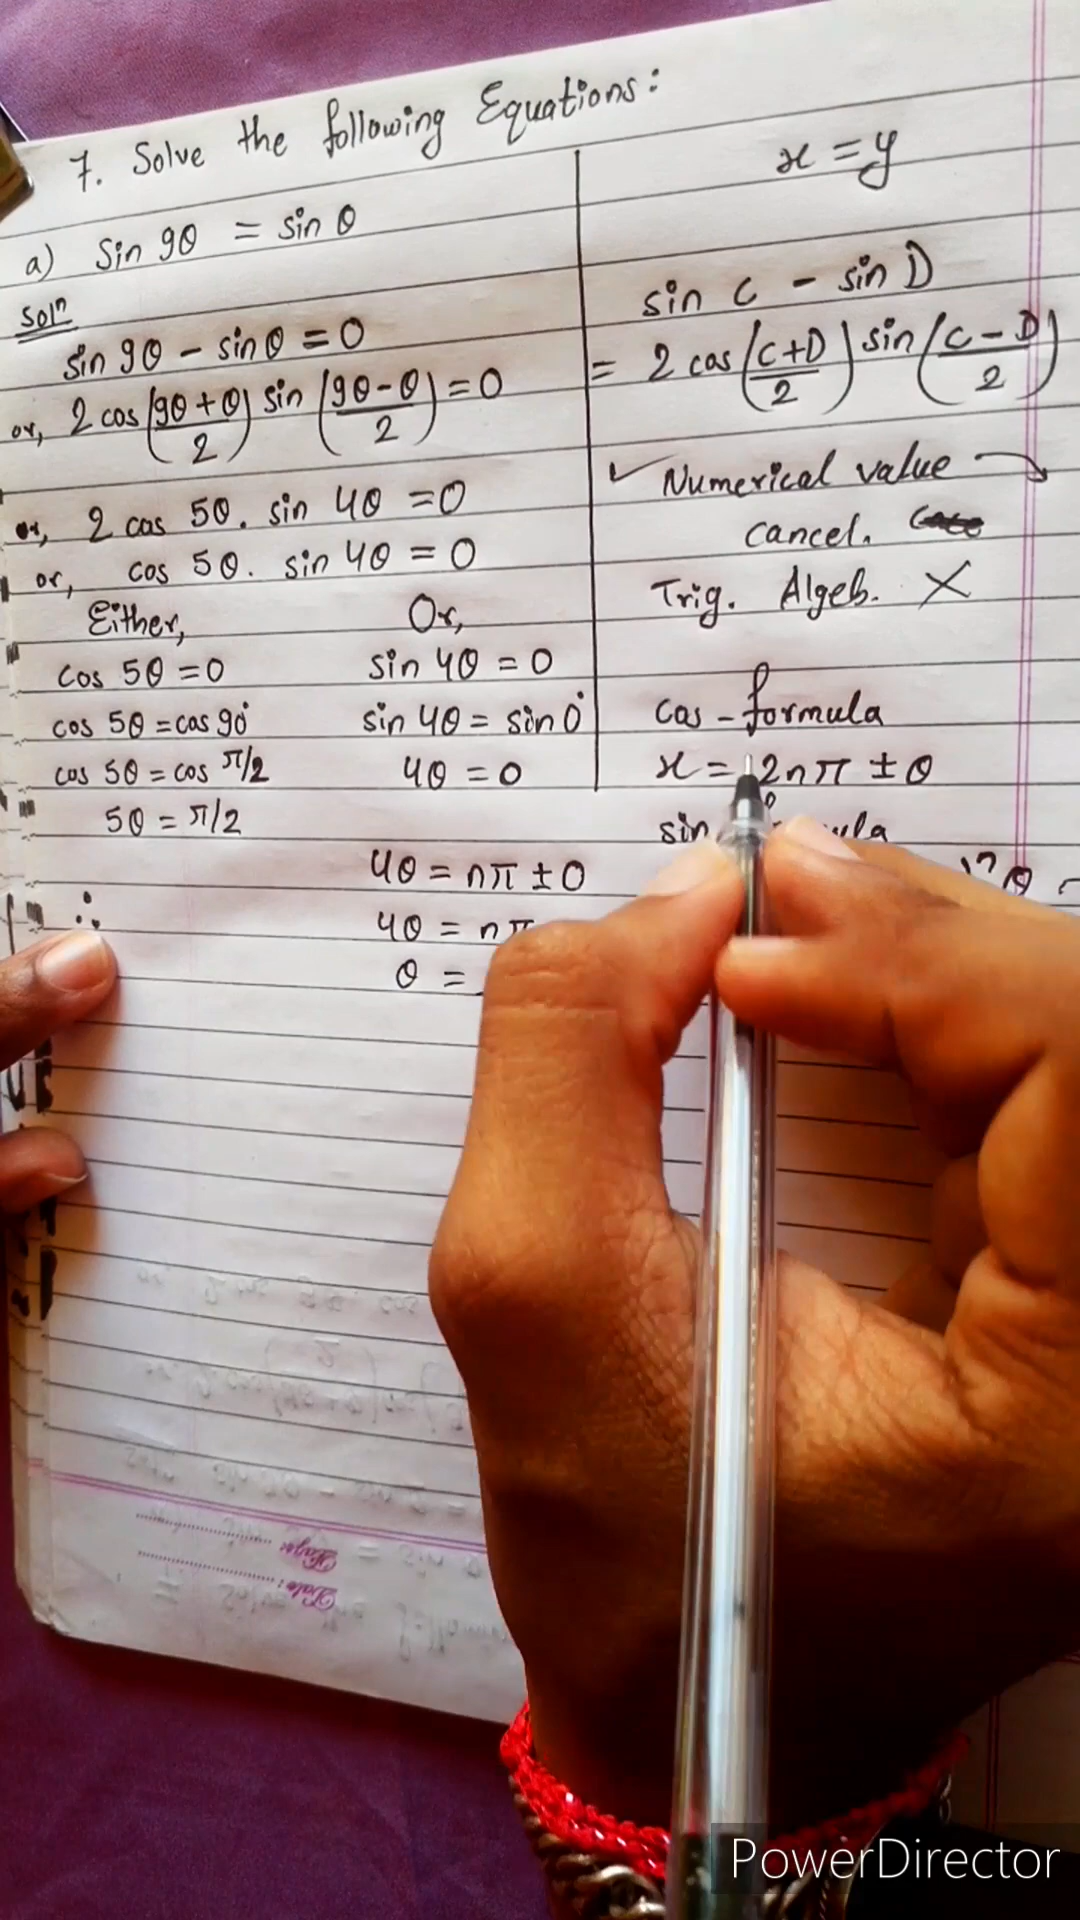 7. Solve the following Equations:
a) Sin 9θ = sin θ
Solⁿ
sin 9θ - sin θ = 0
or, 2 cos (9θ + θ / 2) sin (9θ - θ / 2) = 0
or, 2 cos 5θ. sin 4θ = 0
or, cos 5θ. sin 4θ = 0
Either,
cos 5θ = 0
cos 5θ = cos 90°
cos 5θ = cos π/2
5θ = π/2
∴
Or,
sin 4θ = 0
sin 4θ = sin 0°
4θ = 0
4θ = nπ ± 0
4θ = nπ
θ =
x = y
sin C - sin D
= 2 cos (C+D / 2) sin (C-D / 2)
✓ Numerical value →
cancel.
Trig. Algeb. ✗
cos - formula
x = 2nπ ± θ
sin
PowerDirector